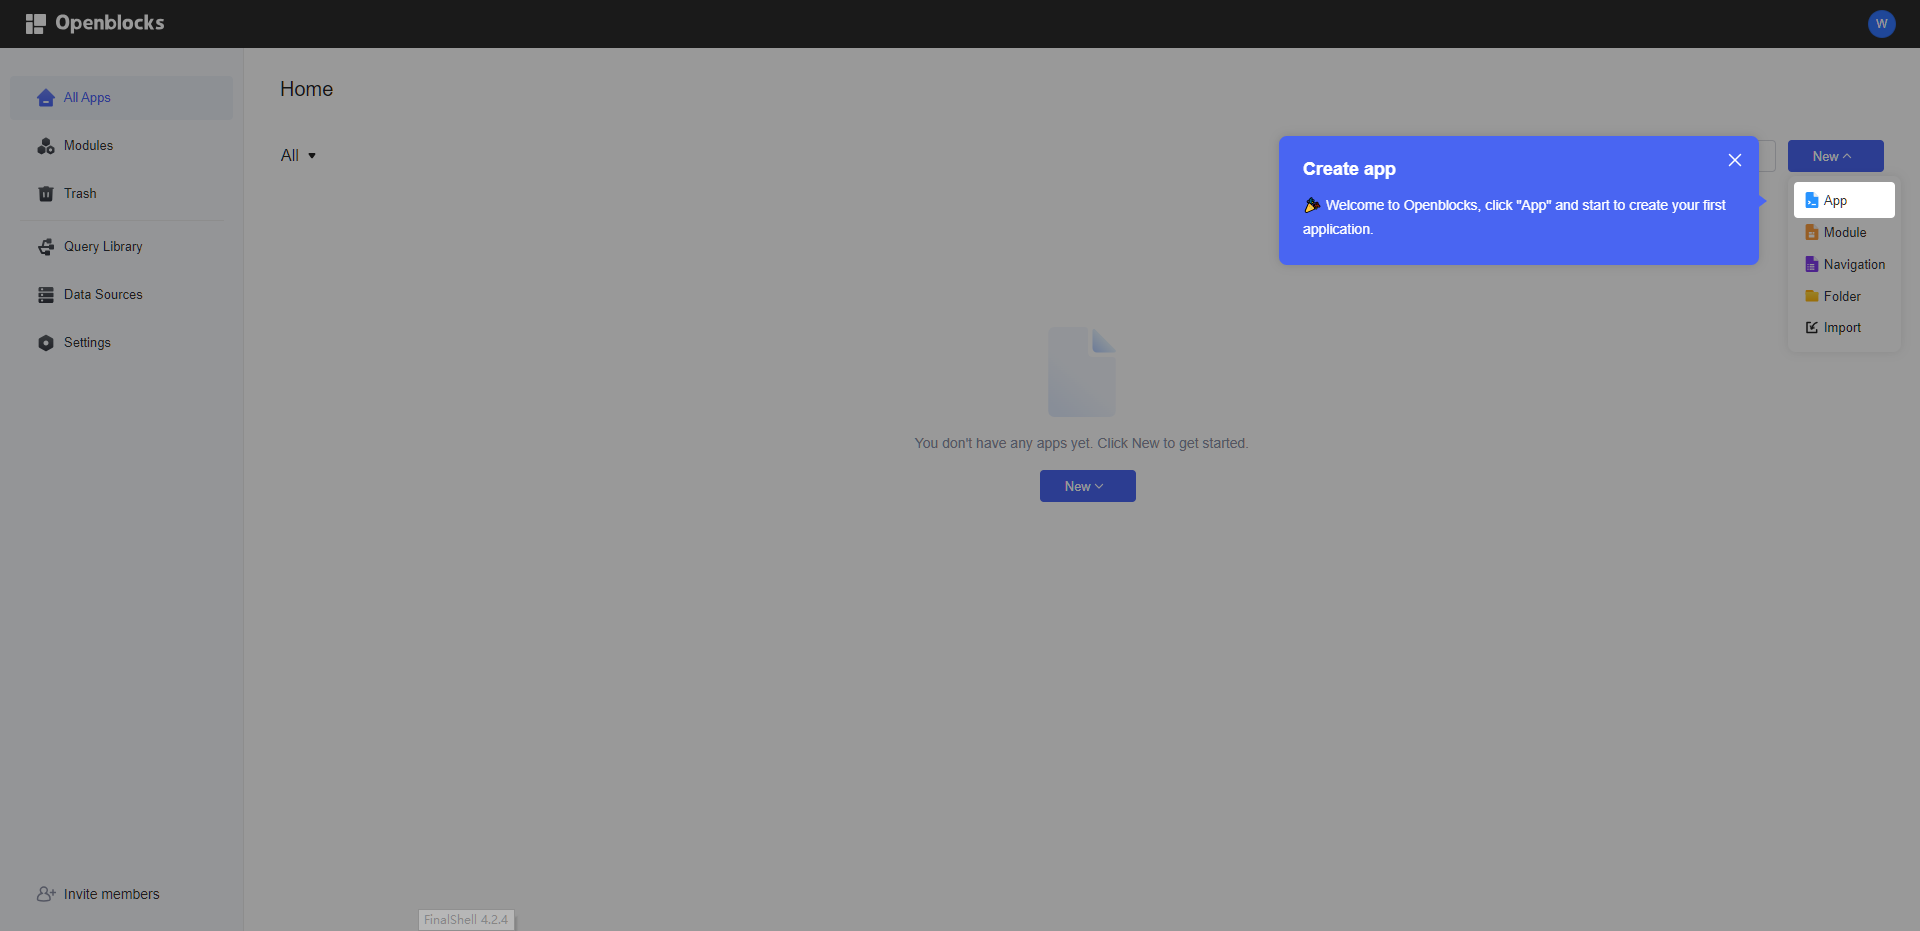 Openblocks
W
All Apps
Modules
Trash
Query Library
Data Sources
Settings
Invite members
Home
All
Create app
Welcome to Openblocks, click "App" and start to create your first
application.
New
App
Module
Navigation
Folder
Import
You don't have any apps yet. Click New to get started.
New
FinalShell 4.2.4